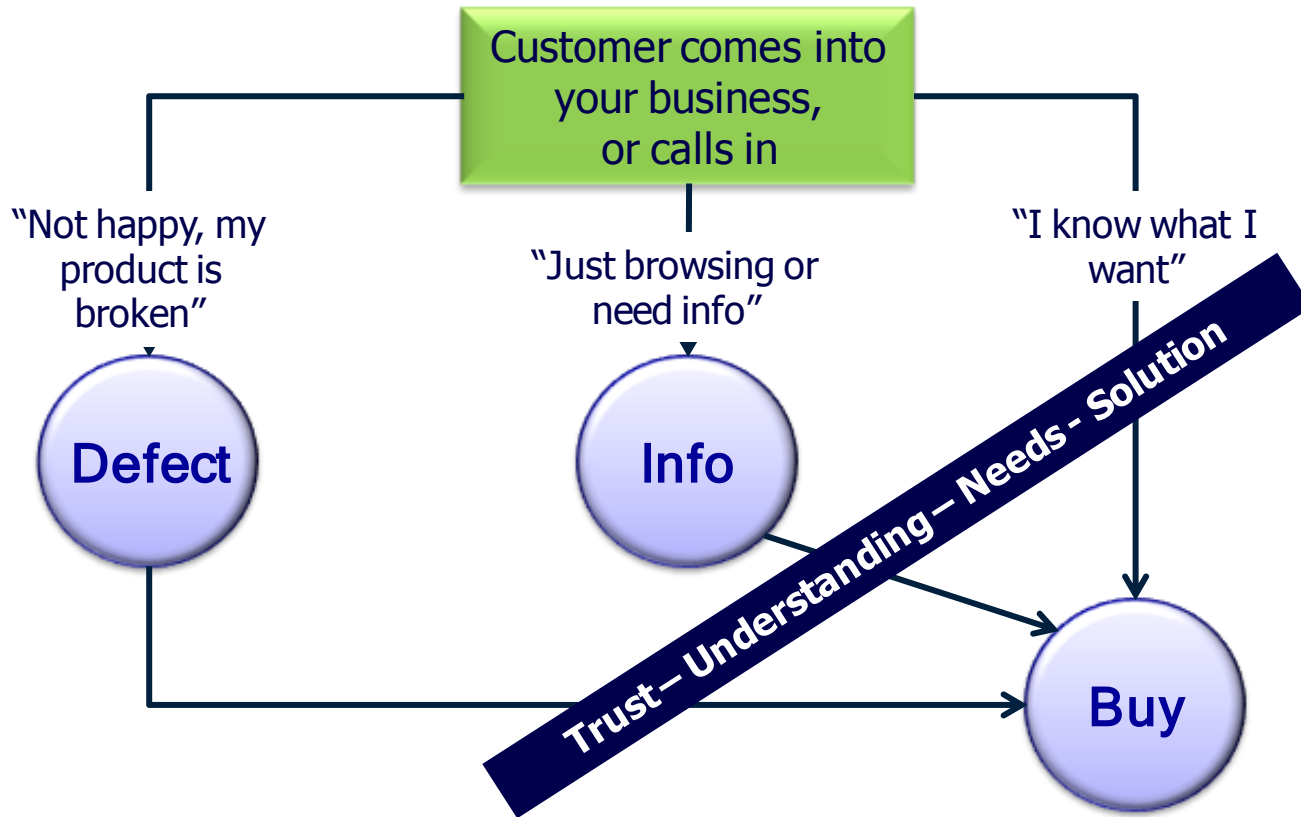 Customer comes into
your business,
or calls in
“Not happy, my
product is
broken”
“Just browsing or
need info”
“I know what I
want”
Defect
Info
Trust – Understanding – Needs - Solution
Buy